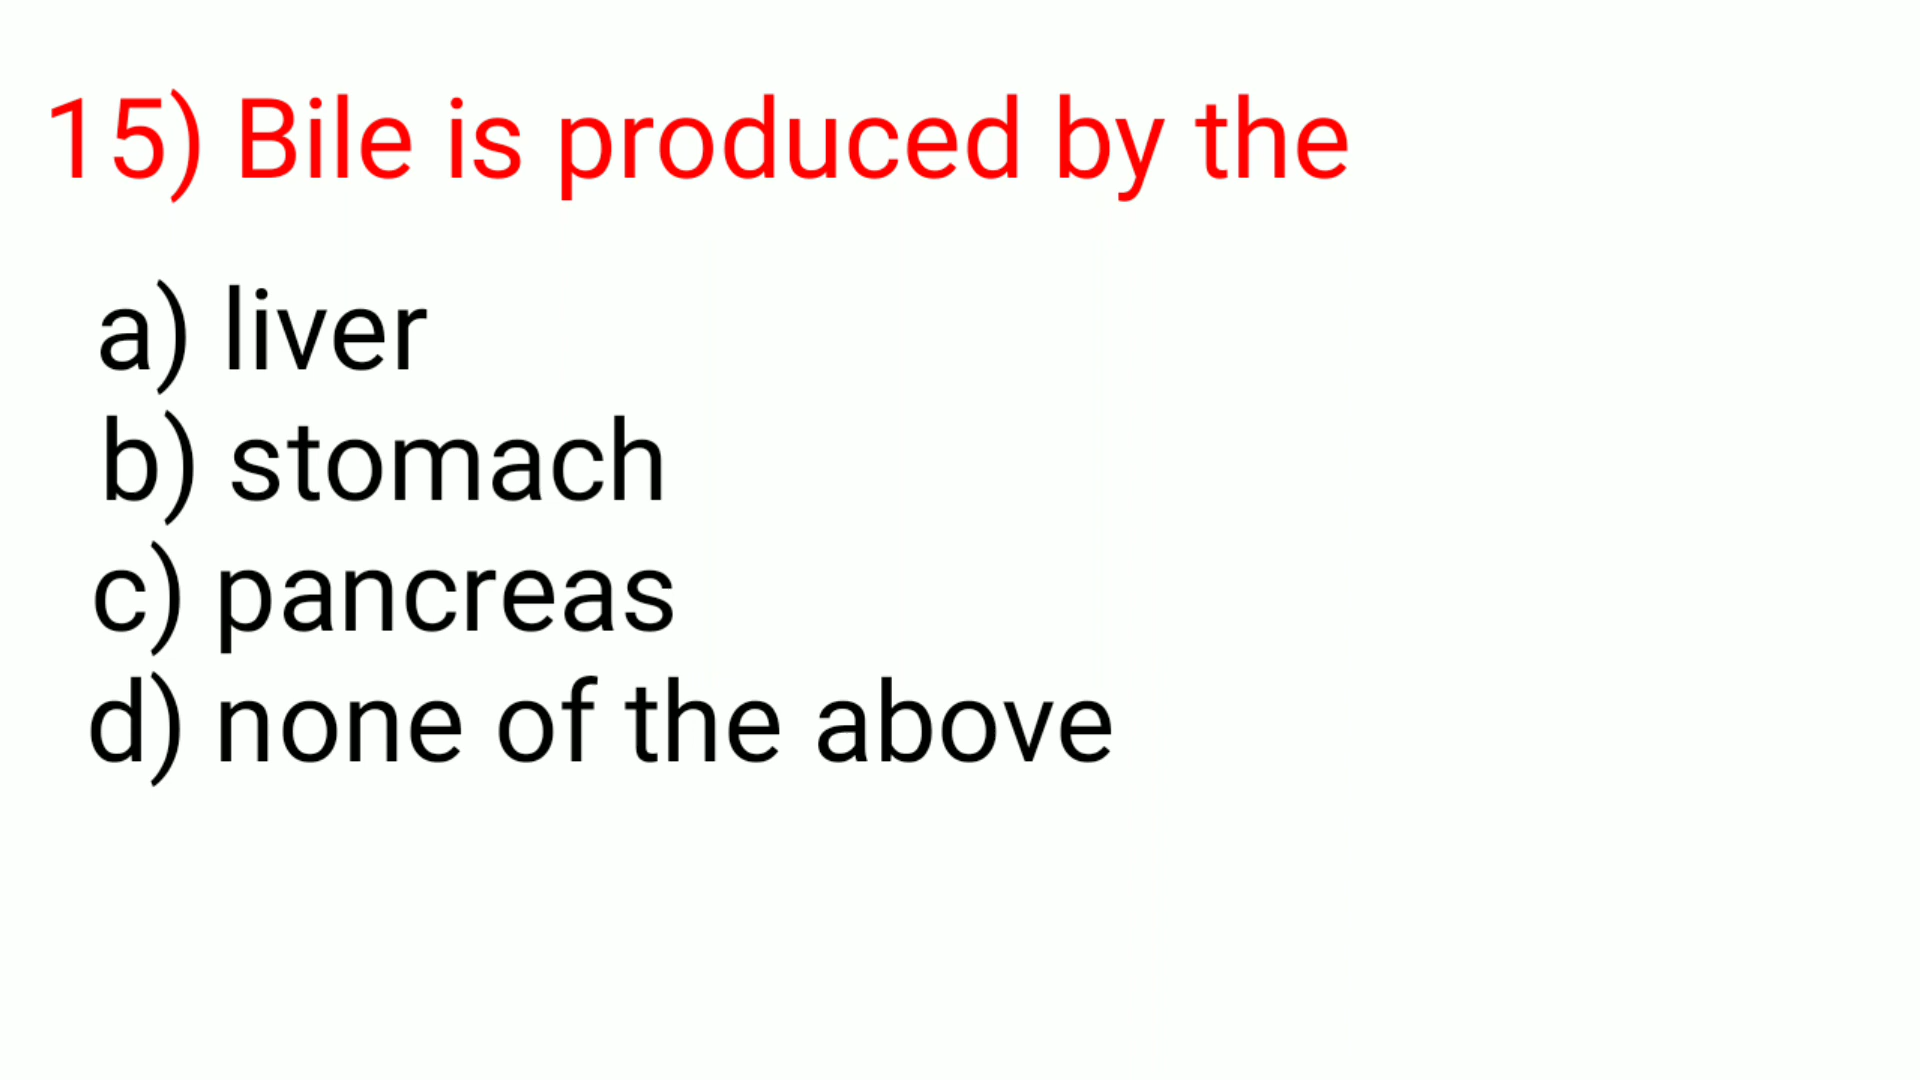 15) Bile is produced by the
a) liver
b) stomach
c) pancreas
d) none of the above